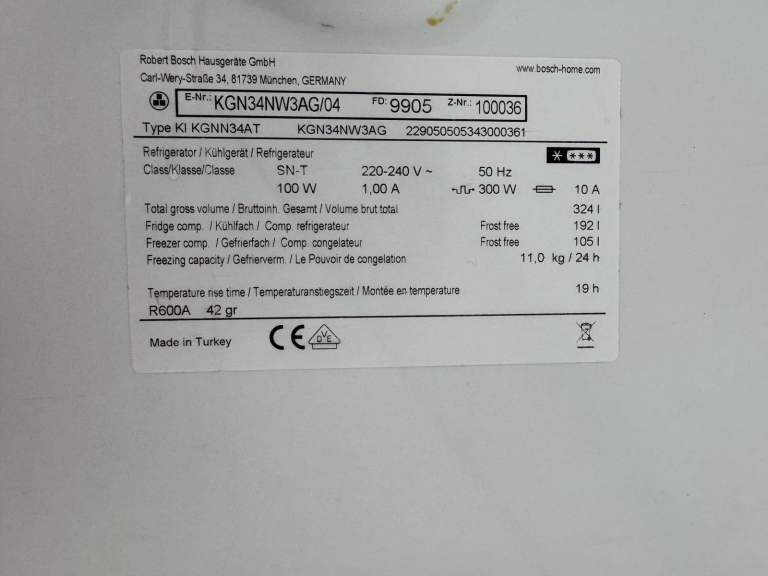 Robert Bosch Hausgeräte GmbH
Carl-Wery-Straße 34, 81739 München, GERMANY
www.bosch-home.com
E-Nr.: KGN34NW3AG/04 FD: 9905 Z-Nr.: 100036
Type KI KGNN34AT KGN34NW3AG 229050505343000361
Refrigerator / Kühlgerät / Refrigerateur
Class/Klasse/Classe SN-T 220-240 V ~ 50 Hz
100 W 1,00 A 300 W 10 A
Total gross volume / Bruttoinh. Gesamt / Volume brut total 324 l
Fridge comp. / Kühlfach / Comp. refrigerateur Frost free 192 l
Freezer comp. / Gefrierfach / Comp. congelateur Frost free 105 l
Freezing capacity / Gefrierverm. / Le Pouvoir de congelation 11,0 kg / 24 h
Temperature rise time / Temperaturanstiegszeit / Montée en temperature 19 h
R600A 42 gr
Made in Turkey CE DVE